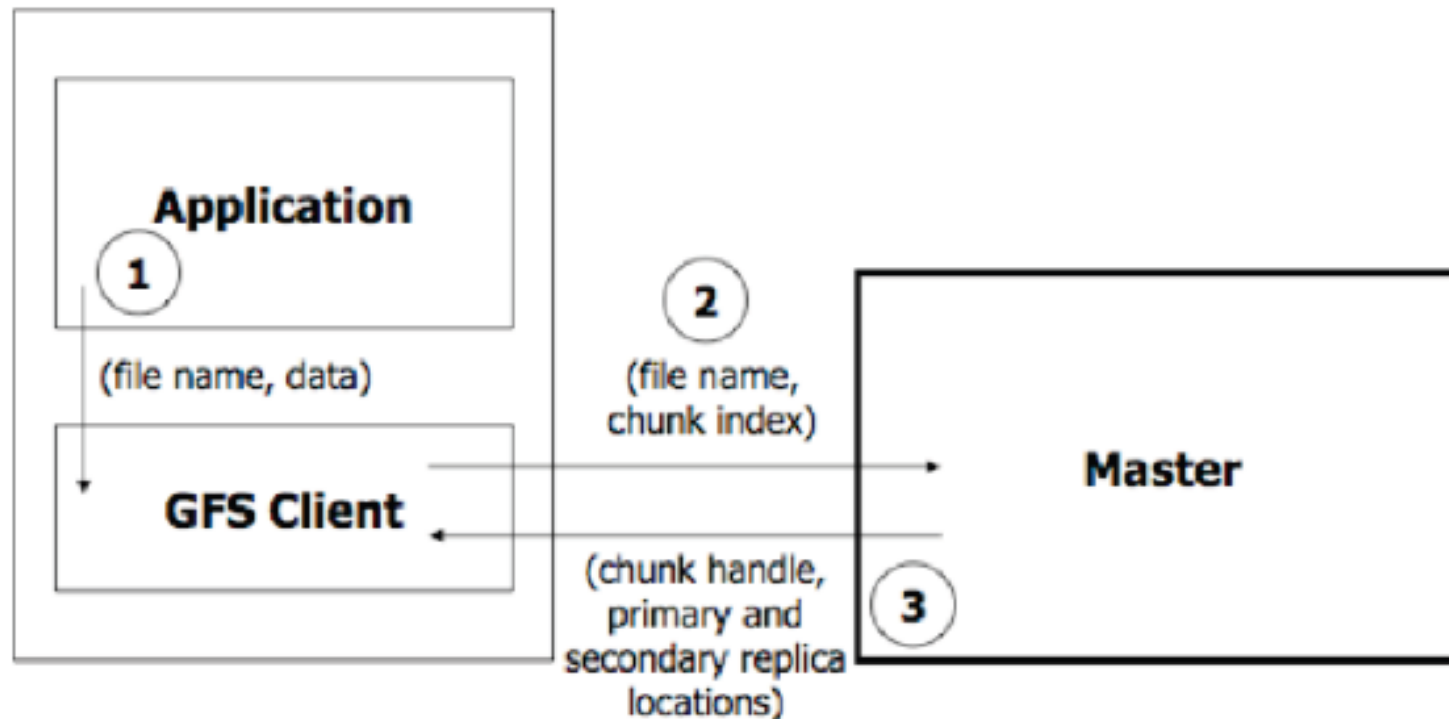 Application
1
(file name, data)
GFS Client
2
(file name,
chunk index)
Master
(chunk handle,
primary and
secondary replica
locations)
3